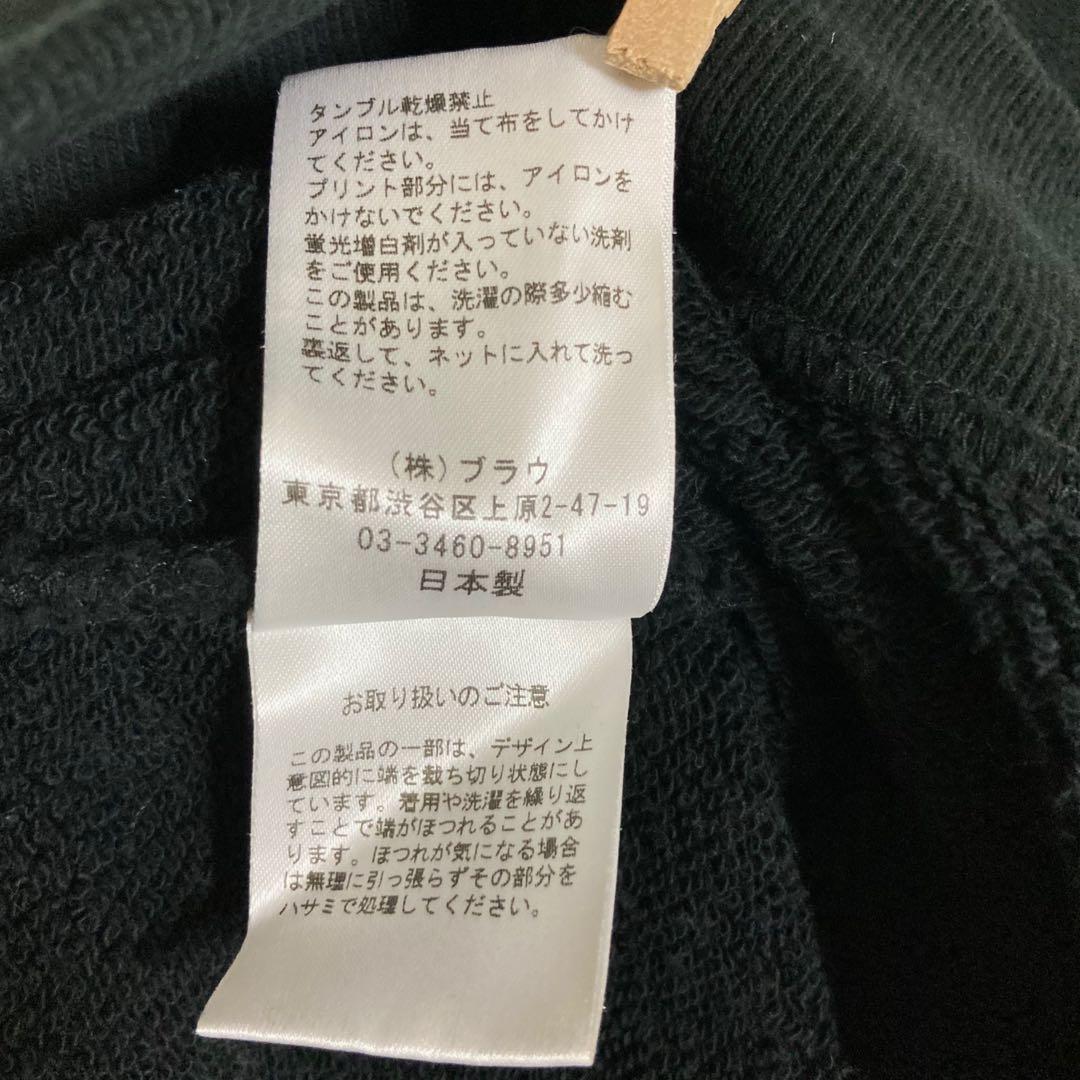 タンブル乾燥禁止
アイロンは、当て布をしてかけ
てください。
プリント部分には、アイロンを
かけないでください。
蛍光増白剤が入っていない洗剤
をご使用ください。
この製品は、洗濯の際多少縮む
ことがあります。
裏返して、ネットに入れて洗っ
てください。
(株)ブラウ
東京都渋谷区上原2-47-19
03-3460-8951
日本製
お取り扱いのご注意
この製品の一部は、デザイン上
意図的に端を裁ち切り状態にし
ています。着用や洗濯を繰り返
すことで端がほつれることがあ
ります。ほつれが気になる場合
は無理に引っ張らずその部分を
ハサミで処理してください。